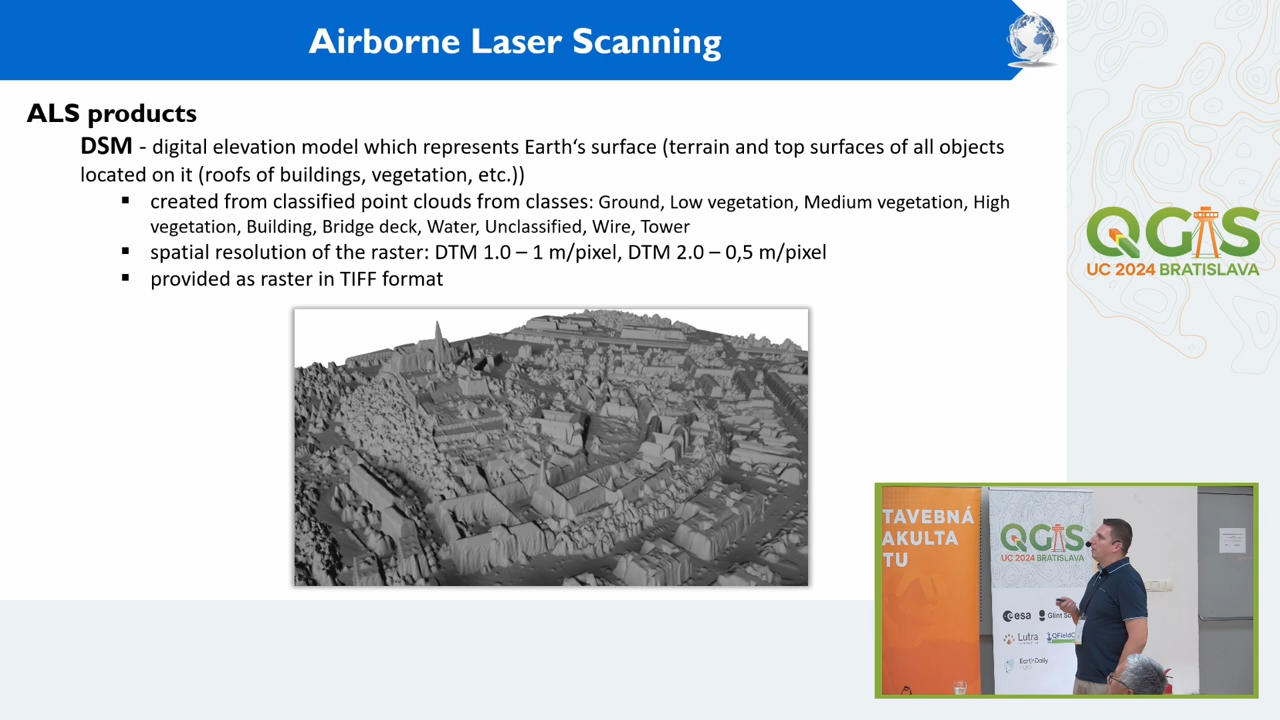 Airborne Laser Scanning
ALS products
DSM - digital elevation model which represents Earth‘s surface (terrain and top surfaces of all objects
located on it (roofs of buildings, vegetation, etc.))
▪ created from classified point clouds from classes: Ground, Low vegetation, Medium vegetation, High
vegetation, Building, Bridge deck, Water, Unclassified, Wire, Tower
▪ spatial resolution of the raster: DTM 1.0 – 1 m/pixel, DTM 2.0 – 0,5 m/pixel
▪ provided as raster in TIFF format
QGIS
UC 2024 BRATISLAVA
TAVEBNÁ
AKULTA
TU
QGIS
UC 2024 BRATISLAVA
esa
Glint So
Lutra
QFieldC
EarthDaily